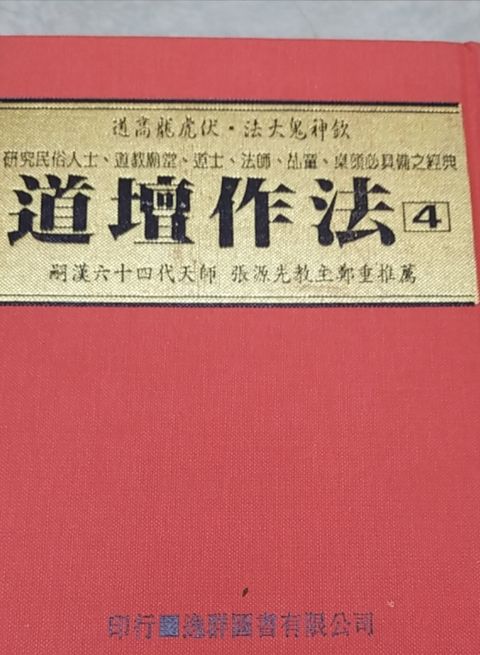 道高龍虎伏·法大鬼神欽
研究民俗人士、道教廟堂、道士、法師、乩童、桌頭必具備之經典
道壇作法 4
嗣漢六十四代天師 張源先教主鄭重推薦
印行 逸群圖書有限公司